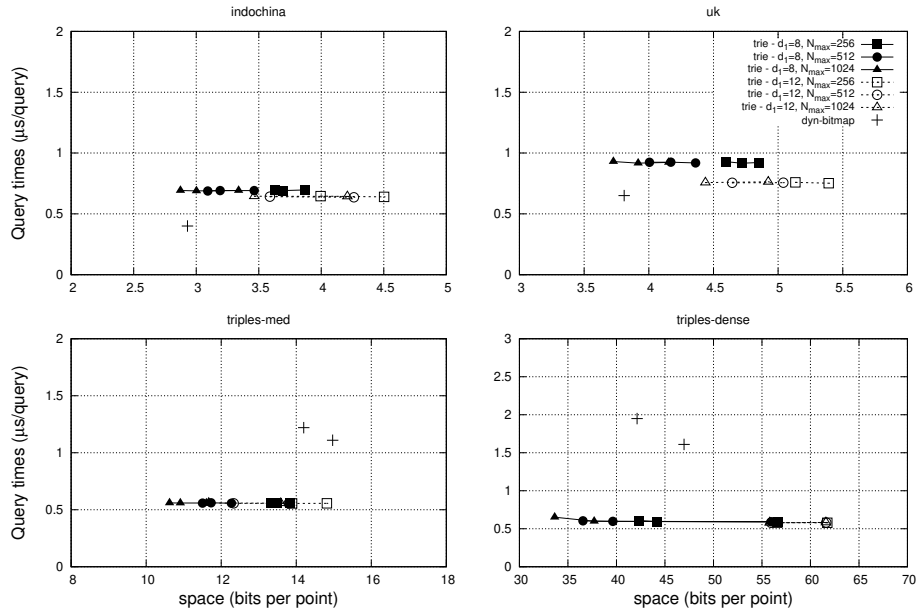 indochina
Query times (μs/query)
2
1.5
1
0.5
0
2 2.5 3 3.5 4 4.5 5
uk
2
1.5
1
0.5
0
3 3.5 4 4.5 5 5.5 6
trie - d1=8, Nmax=256
trie - d1=8, Nmax=512
trie - d1=8, Nmax=1024
trie - d1=12, Nmax=256
trie - d1=12, Nmax=512
trie - d1=12, Nmax=1024
dyn-bitmap
triples-med
Query times (μs/query)
2
1.5
1
0.5
0
8 10 12 14 16 18
space (bits per point)
triples-dense
3
2.5
2
1.5
1
0.5
0
30 35 40 45 50 55 60 65 70
space (bits per point)